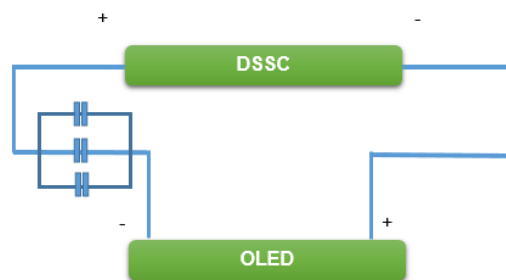 + -
DSSC
- +
OLED